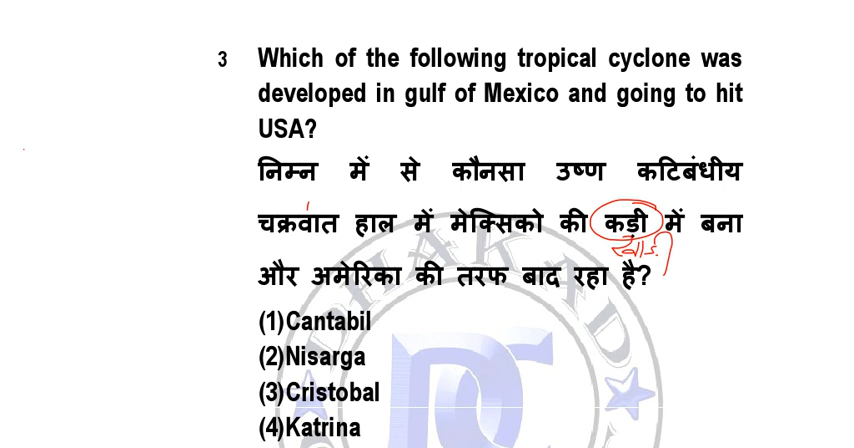 3 Which of the following tropical cyclone was
developed in gulf of Mexico and going to hit
USA?
निम्न में से कौनसा उष्ण कटिबंधीय
चक्रवात हाल में मेक्सिको की कड़ी में बना
खाड़ी
और अमेरिका की तरफ बाद रहा है?
(1)Cantabil
(2)Nisarga
(3)Cristobal
(4)Katrina
DHAKAD